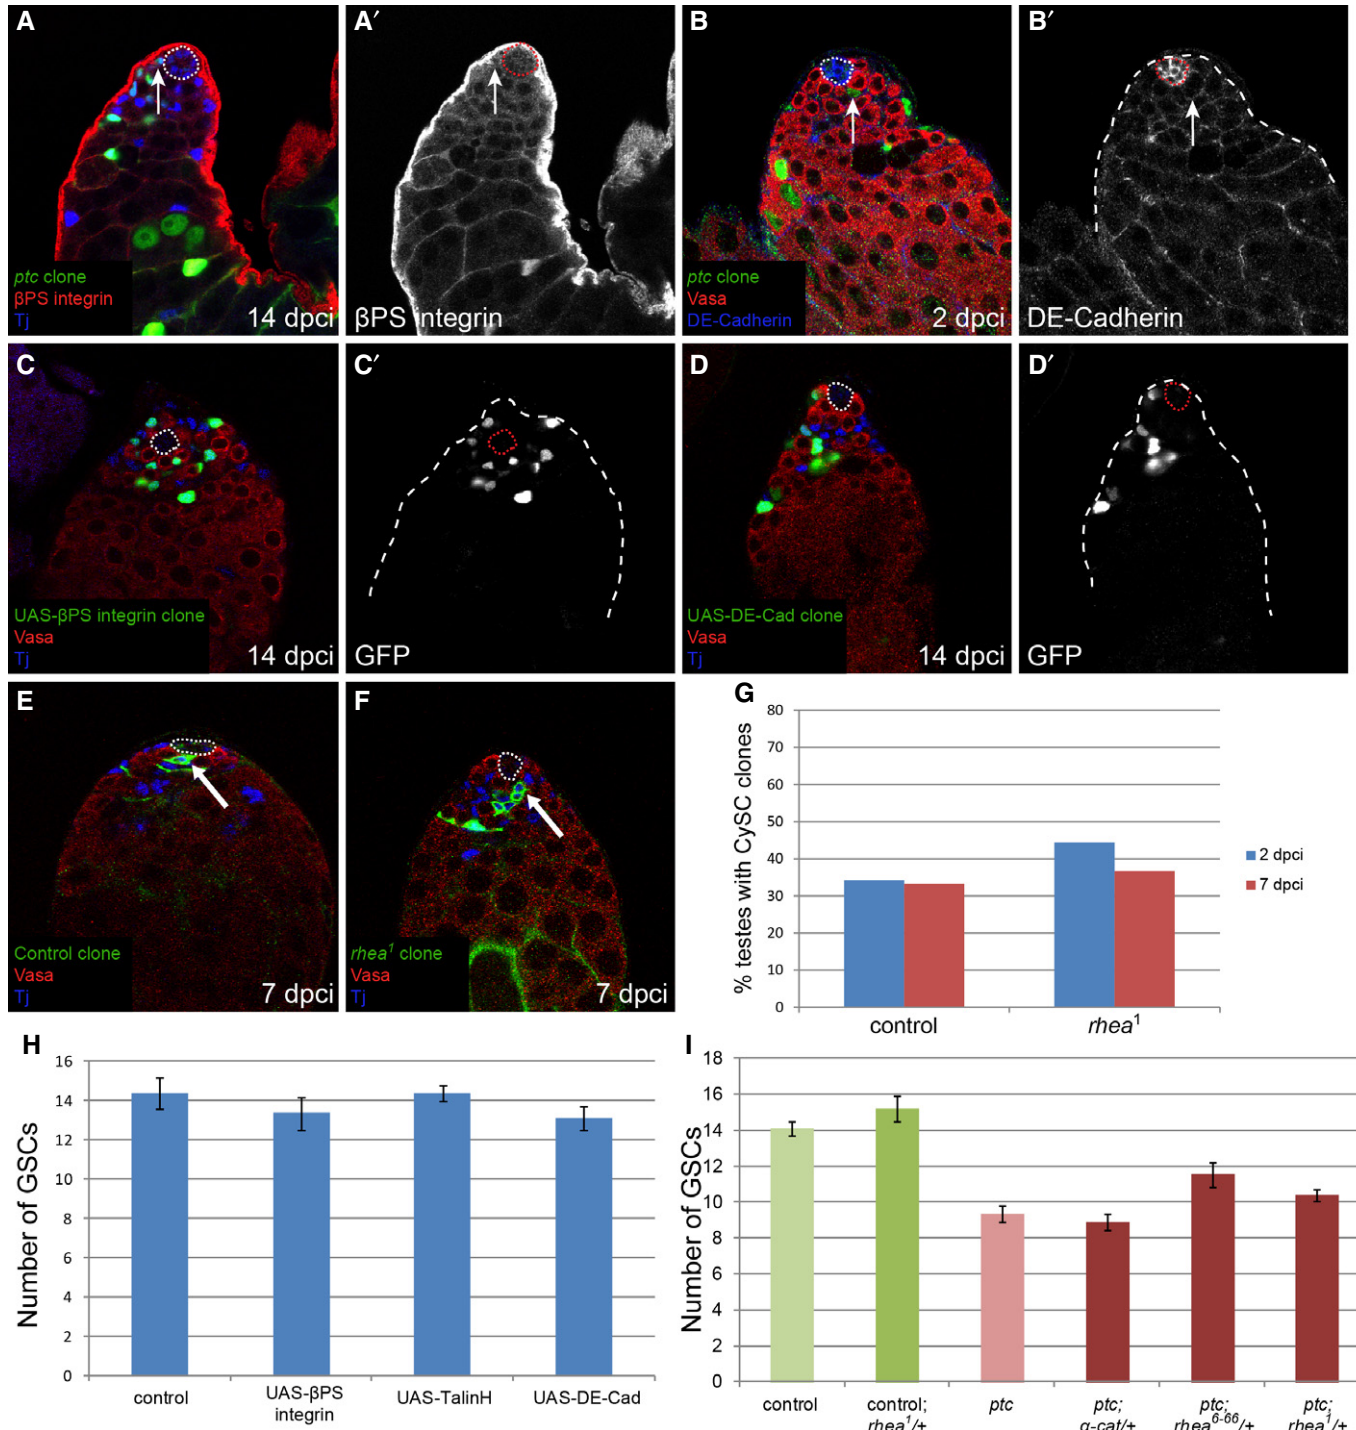 A
ptc clone
βPS integrin
Tj
14 dpci
A′
βPS integrin
B
ptc clone
Vasa
DE-Cadherin
2 dpci
B′
DE-Cadherin
C
UAS-βPS integrin clone
Vasa
Tj
14 dpci
C′
GFP
D
UAS-DE-Cad clone
Vasa
Tj
14 dpci
D′
GFP
E
Control clone
Vasa
Tj
7 dpci
F
rhea¹ clone
Vasa
Tj
7 dpci
G
% testes with CySC clones
80
70
60
50
40
30
20
10
0
control
rhea¹
2 dpci
7 dpci
H
Number of GSCs
16
14
12
10
8
6
4
2
0
control
UAS-βPS
integrin
UAS-TalinH
UAS-DE-Cad
I
Number of GSCs
18
16
14
12
10
8
6
4
2
0
control
control;
rhea¹/+
ptc
ptc;
α-cat/+
ptc;
rhea⁶⁻⁶⁶/+
ptc;
rhea¹/+